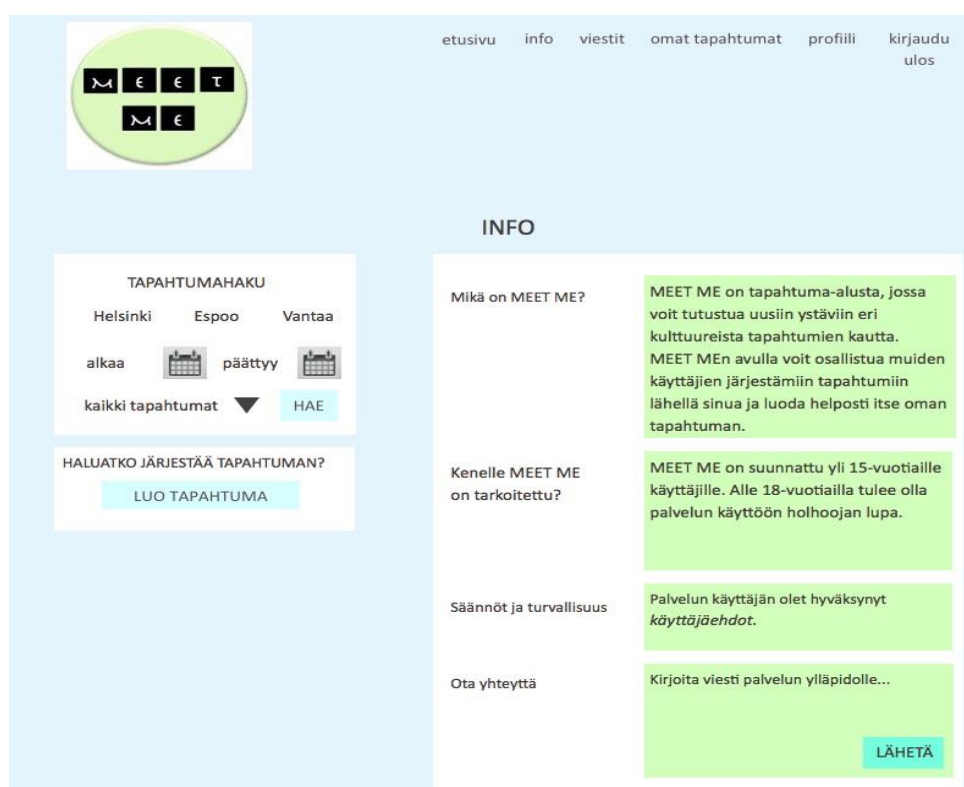 MEET
ME
etusivu info viestit omat tapahtumat profiili kirjaudu
ulos
INFO
TAPAHTUMAHAKU
Helsinki Espoo Vantaa
alkaa päättyy
kaikki tapahtumat HAE
HALUATKO JÄRJESTÄÄ TAPAHTUMAN?
LUO TAPAHTUMA
Mikä on MEET ME?
MEET ME on tapahtuma-alusta, jossa
voit tutustua uusiin ystäviin eri
kulttuureista tapahtumien kautta.
MEET MEn avulla voit osallistua muiden
käyttäjien järjestämiin tapahtumiin
lähellä sinua ja luoda helposti itse oman
tapahtuman.
Kenelle MEET ME
on tarkoitettu?
MEET ME on suunnattu yli 15-vuotiaille
käyttäjille. Alle 18-vuotiailla tulee olla
palvelun käyttöön holhoojan lupa.
Säännöt ja turvallisuus
Palvelun käyttäjän olet hyväksynyt
käyttäjäehdot.
Ota yhteyttä
Kirjoita viesti palvelun ylläpidolle...
LÄHETÄ